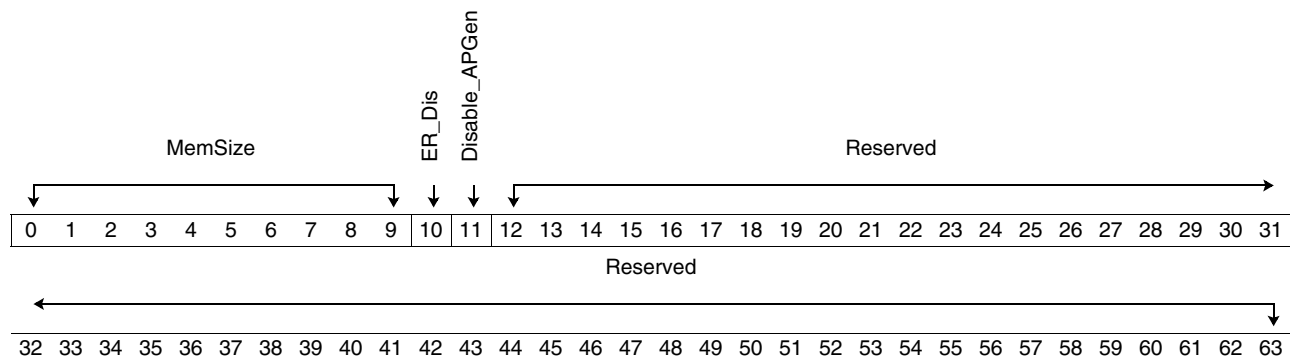 ER_Dis
Disable_APGen
MemSize
Reserved
0 1 2 3 4 5 6 7 8 9 10 11 12 13 14 15 16 17 18 19 20 21 22 23 24 25 26 27 28 29 30 31
Reserved
32 33 34 35 36 37 38 39 40 41 42 43 44 45 46 47 48 49 50 51 52 53 54 55 56 57 58 59 60 61 62 63